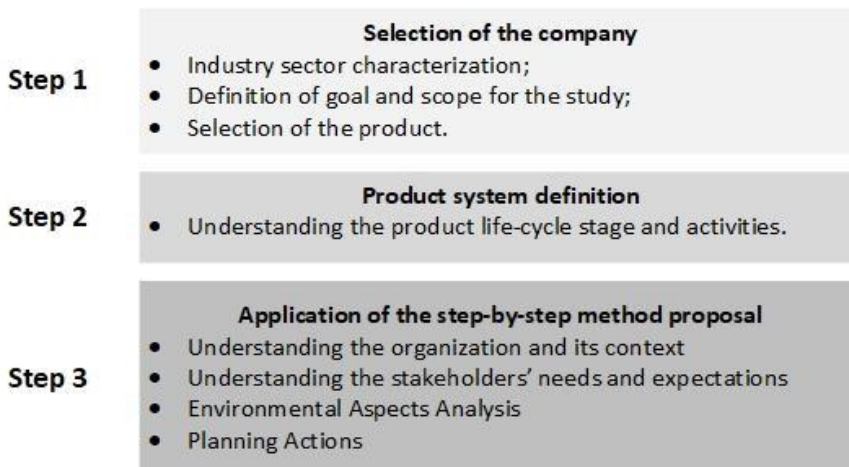 Step 1
Selection of the company
• Industry sector characterization;
• Definition of goal and scope for the study;
• Selection of the product.
Step 2
Product system definition
• Understanding the product life-cycle stage and activities.
Step 3
Application of the step-by-step method proposal
• Understanding the organization and its context
• Understanding the stakeholders’ needs and expectations
• Environmental Aspects Analysis
• Planning Actions